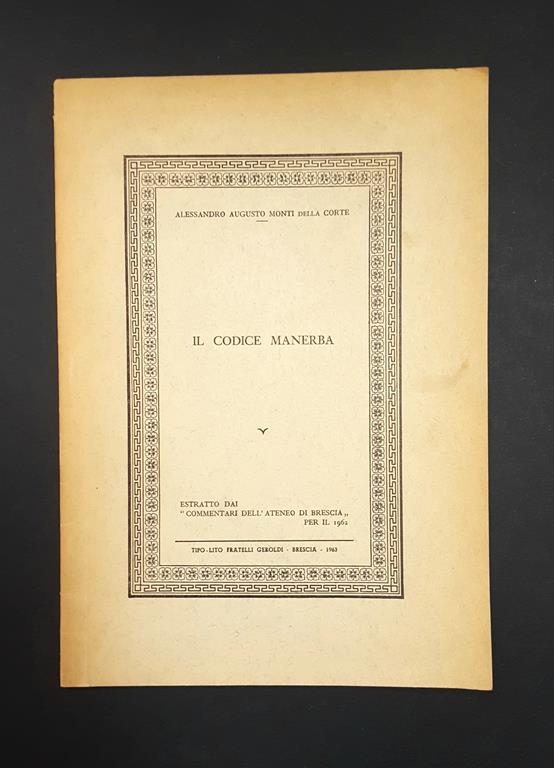 ALESSANDRO AUGUSTO MONTI DELLA CORTE
IL CODICE MANERBA
ESTRATTO DAI
“ COMMENTARI DELL'ATENEO DI BRESCIA „
PER IL 1962
TIPO-LITO FRATELLI GEROLDI - BRESCIA - 1963